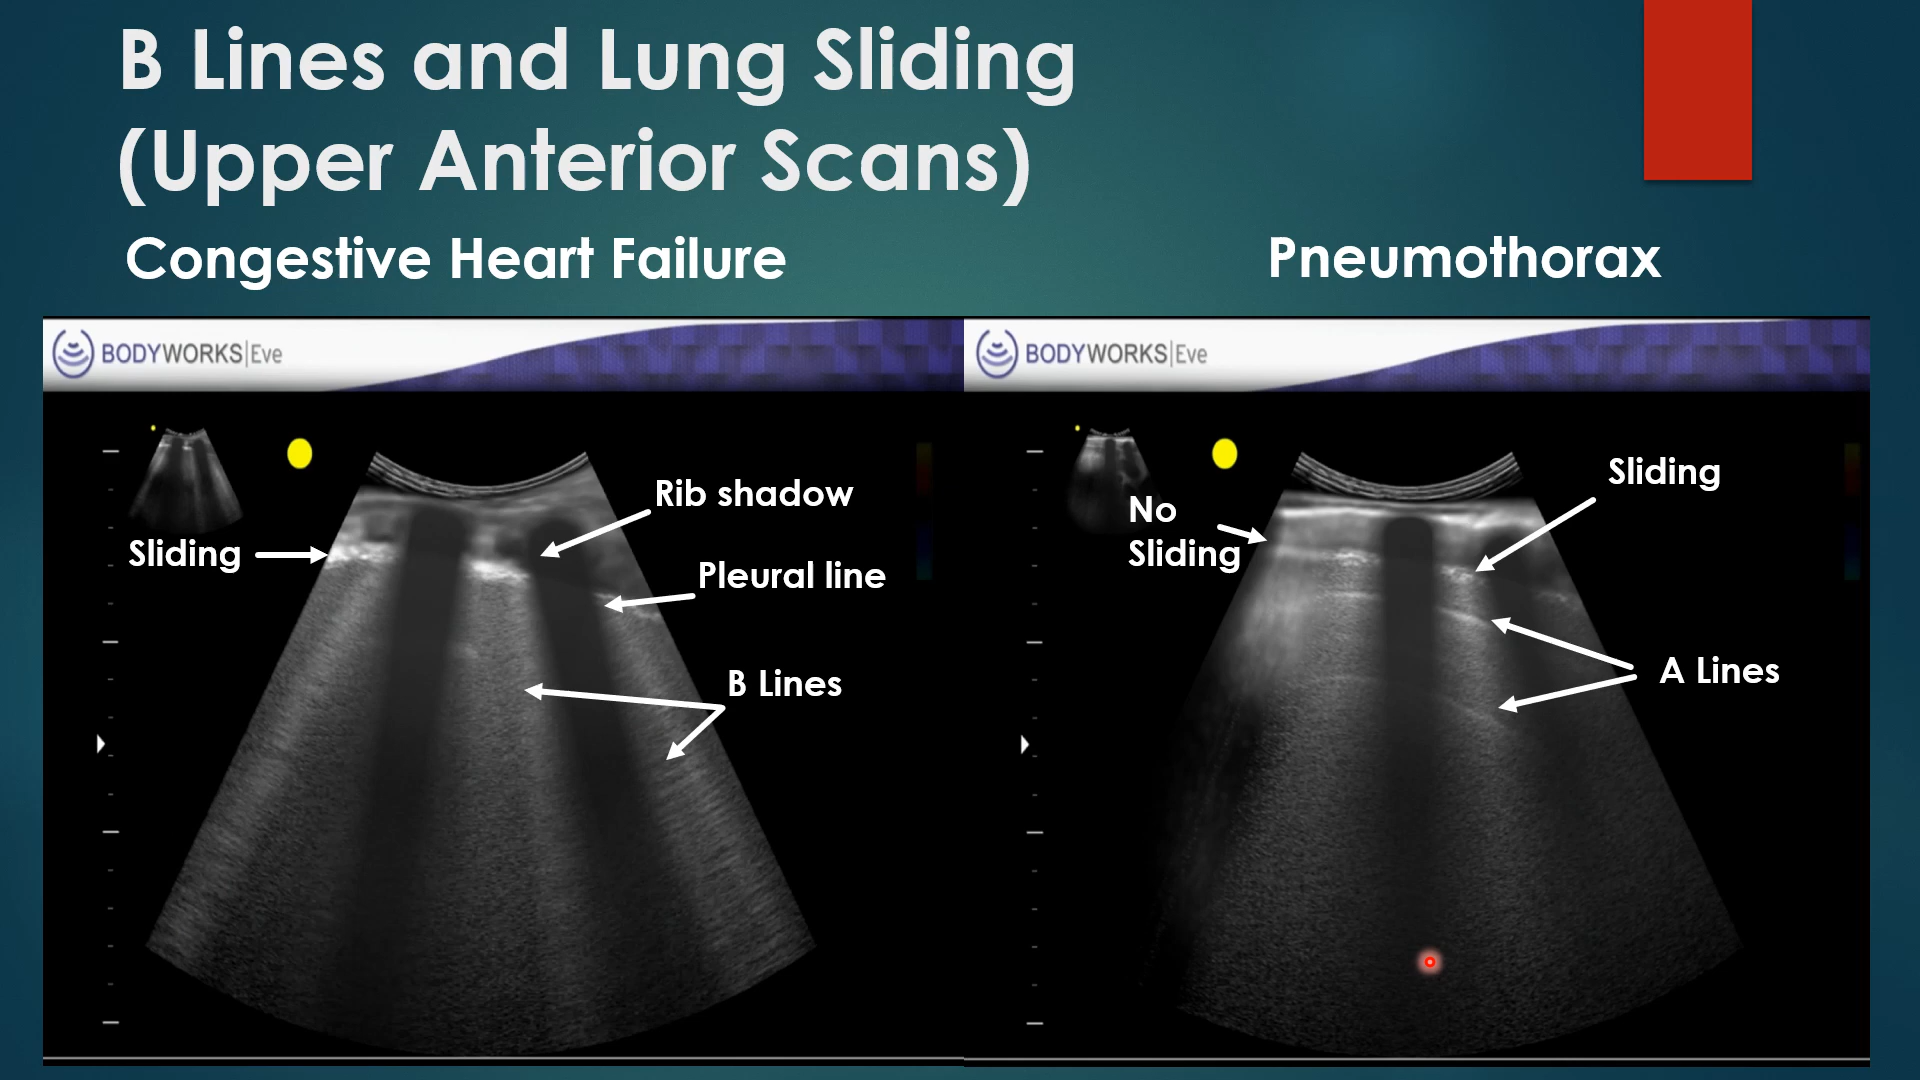 B Lines and Lung Sliding
(Upper Anterior Scans)
Congestive Heart Failure
Pneumothorax
BODYWORKS|Eve
BODYWORKS|Eve
Rib shadow
Sliding
Pleural line
B Lines
Sliding
No
Sliding
A Lines